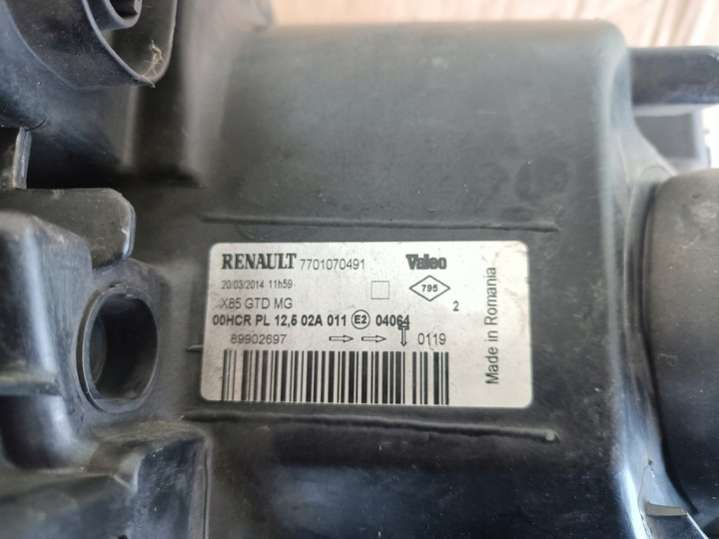 RENAULT 7701070491 Valeo
20/03/2014 11h59
795
X85 GTD MG 2
00HCR PL 12,5 02A 011 E2 04064
89902697 0119
Made in Romania